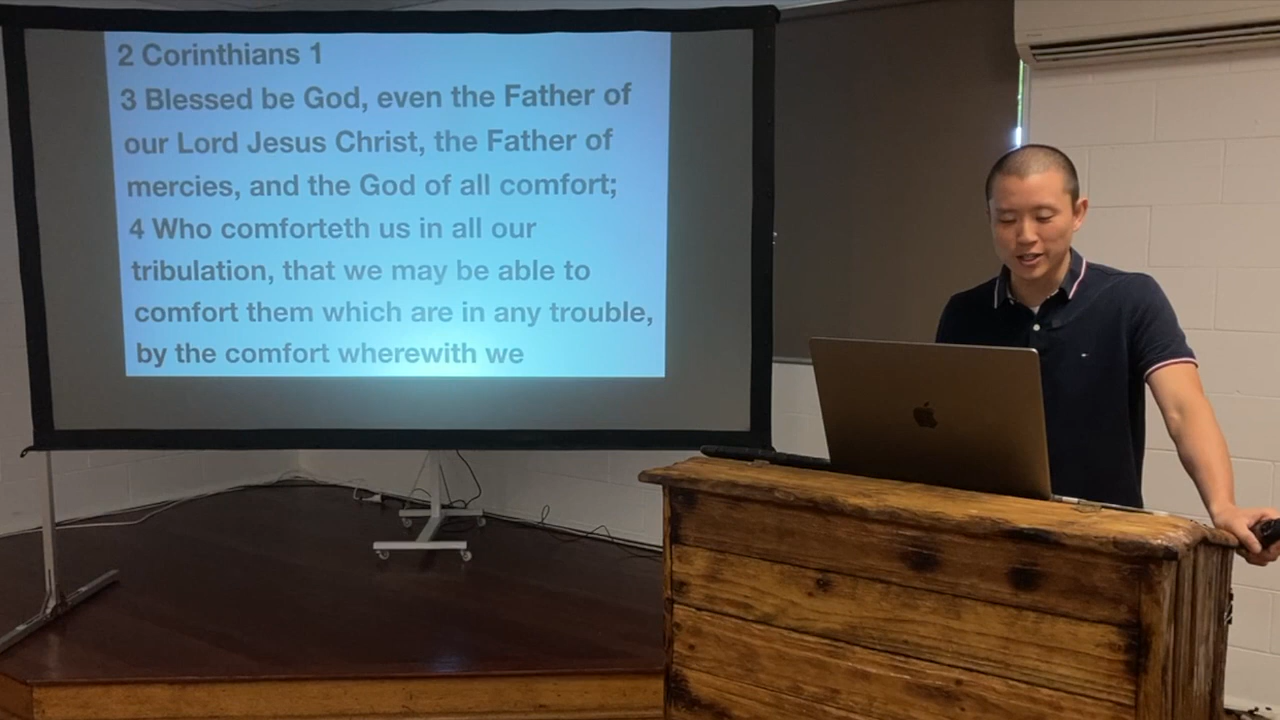 2 Corinthians 1
3 Blessed be God, even the Father of
our Lord Jesus Christ, the Father of
mercies, and the God of all comfort;
4 Who comforteth us in all our
tribulation, that we may be able to
comfort them which are in any trouble,
by the comfort wherewith we